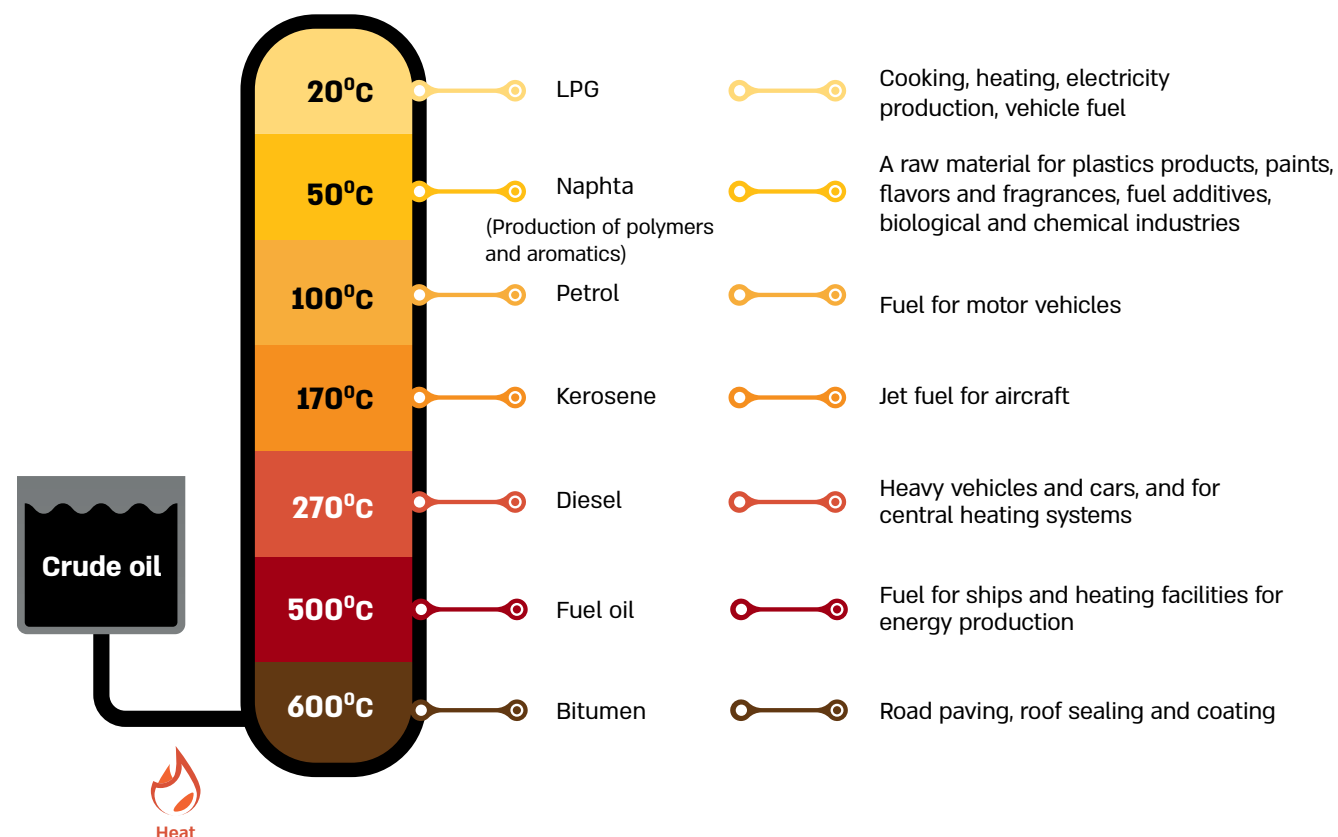 20⁰C
LPG
Cooking, heating, electricity
production, vehicle fuel
50⁰C
Naphta
(Production of polymers
and aromatics)
A raw material for plastics products, paints,
flavors and fragrances, fuel additives,
biological and chemical industries
100⁰C
Petrol
Fuel for motor vehicles
170⁰C
Kerosene
Jet fuel for aircraft
270⁰C
Diesel
Heavy vehicles and cars, and for
central heating systems
Crude oil
500⁰C
Fuel oil
Fuel for ships and heating facilities for
energy production
600⁰C
Bitumen
Road paving, roof sealing and coating
Heat